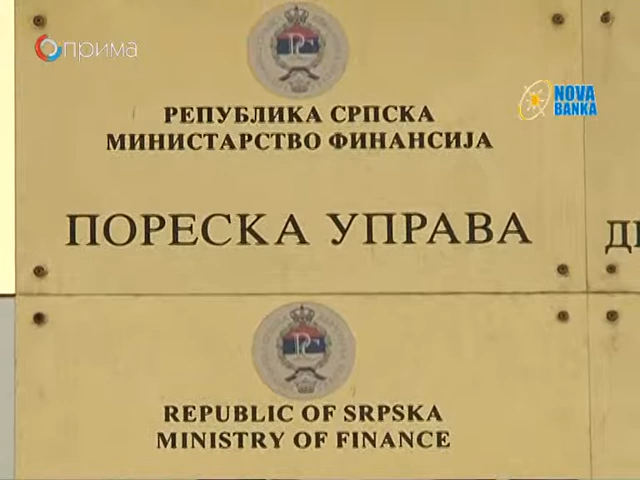 прима
NOVA
BANKA
РЕПУБЛИКА СРПСКА
МИНИСТАРСТВО ФИНАНСИЈА
ПОРЕСКА УПРАВА
REPUBLIC OF SRPSKA
MINISTRY OF FINANCE